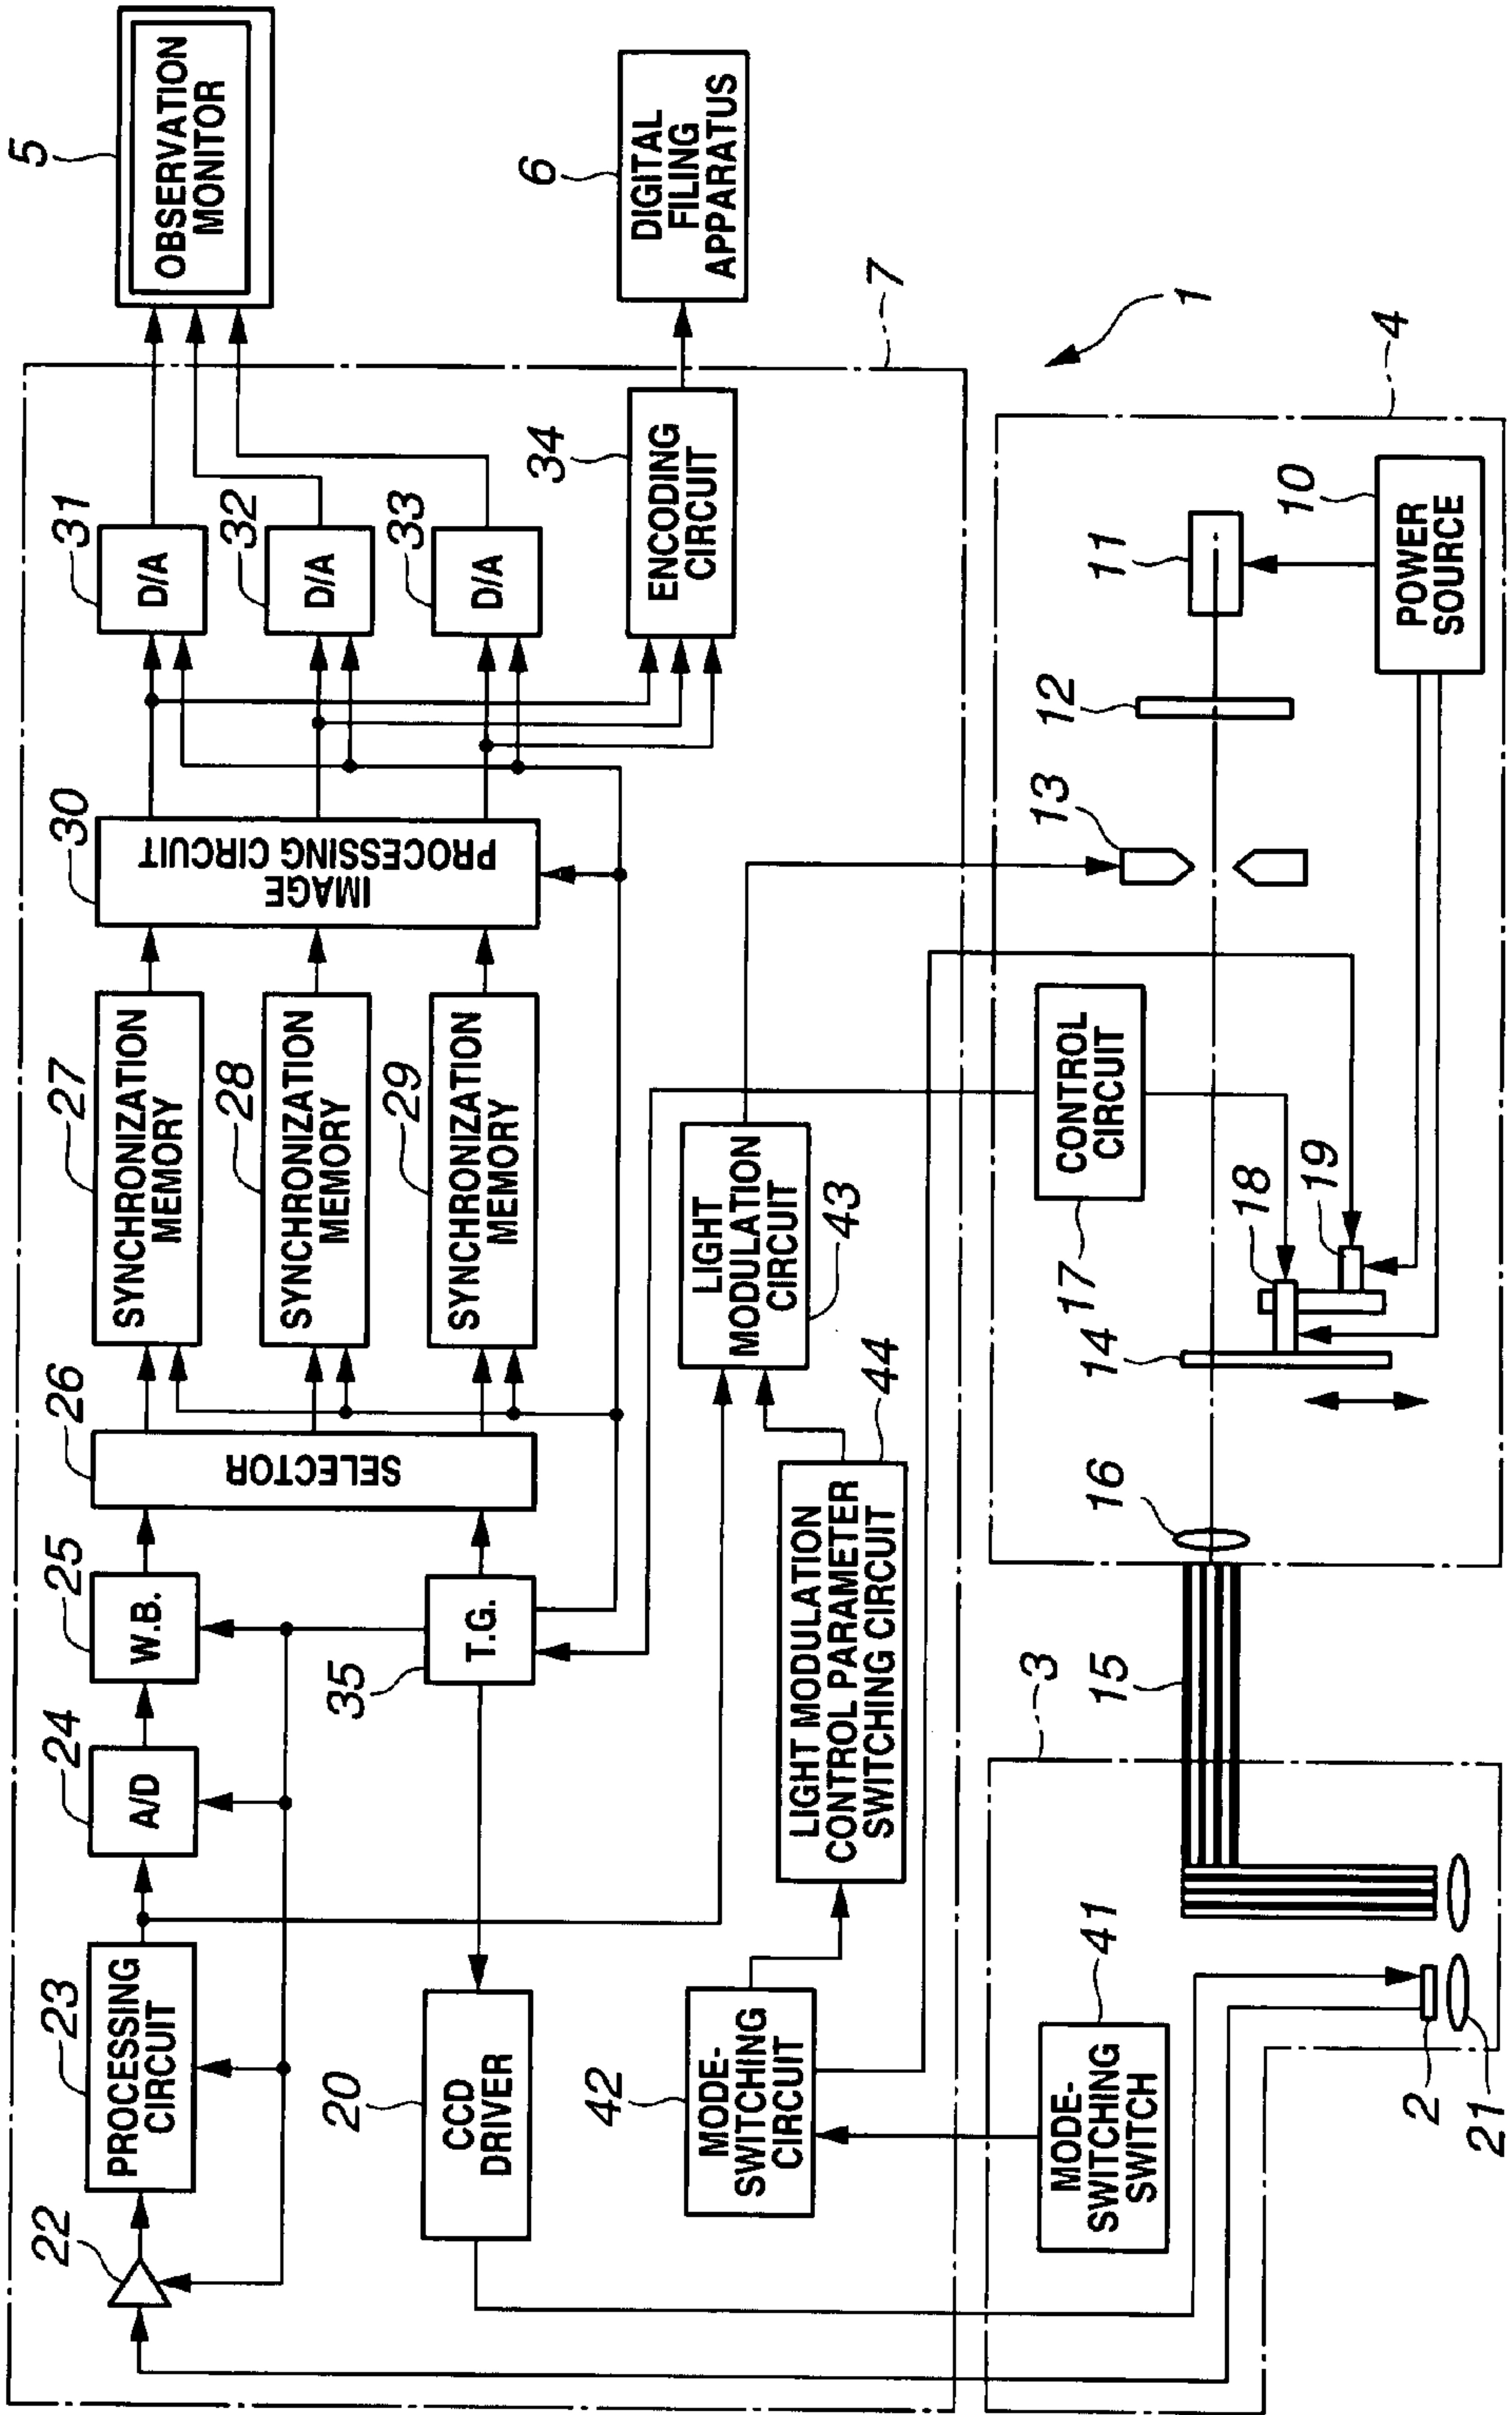 22
23
PROCESSING
CIRCUIT
24
A/D
25
W.B.
26
SELECTOR
27
SYNCHRONIZATION
MEMORY
28
SYNCHRONIZATION
MEMORY
29
SYNCHRONIZATION
MEMORY
30
IMAGE
PROCESSING CIRCUIT
31
D/A
32
D/A
33
D/A
5
OBSERVATION
MONITOR
34
ENCODING
CIRCUIT
6
DIGITAL
FILING
APPARATUS
7
20
CCD
DRIVER
35
T.G.
42
MODE-
SWITCHING
CIRCUIT
LIGHT MODULATION
CONTROL PARAMETER
SWITCHING CIRCUIT
44
LIGHT
MODULATION
CIRCUIT
43
1
MODE-
SWITCHING
SWITCH
41
3
2
21
15
16
14
17
CONTROL
CIRCUIT
18
19
13
12
11
10
POWER
SOURCE
4